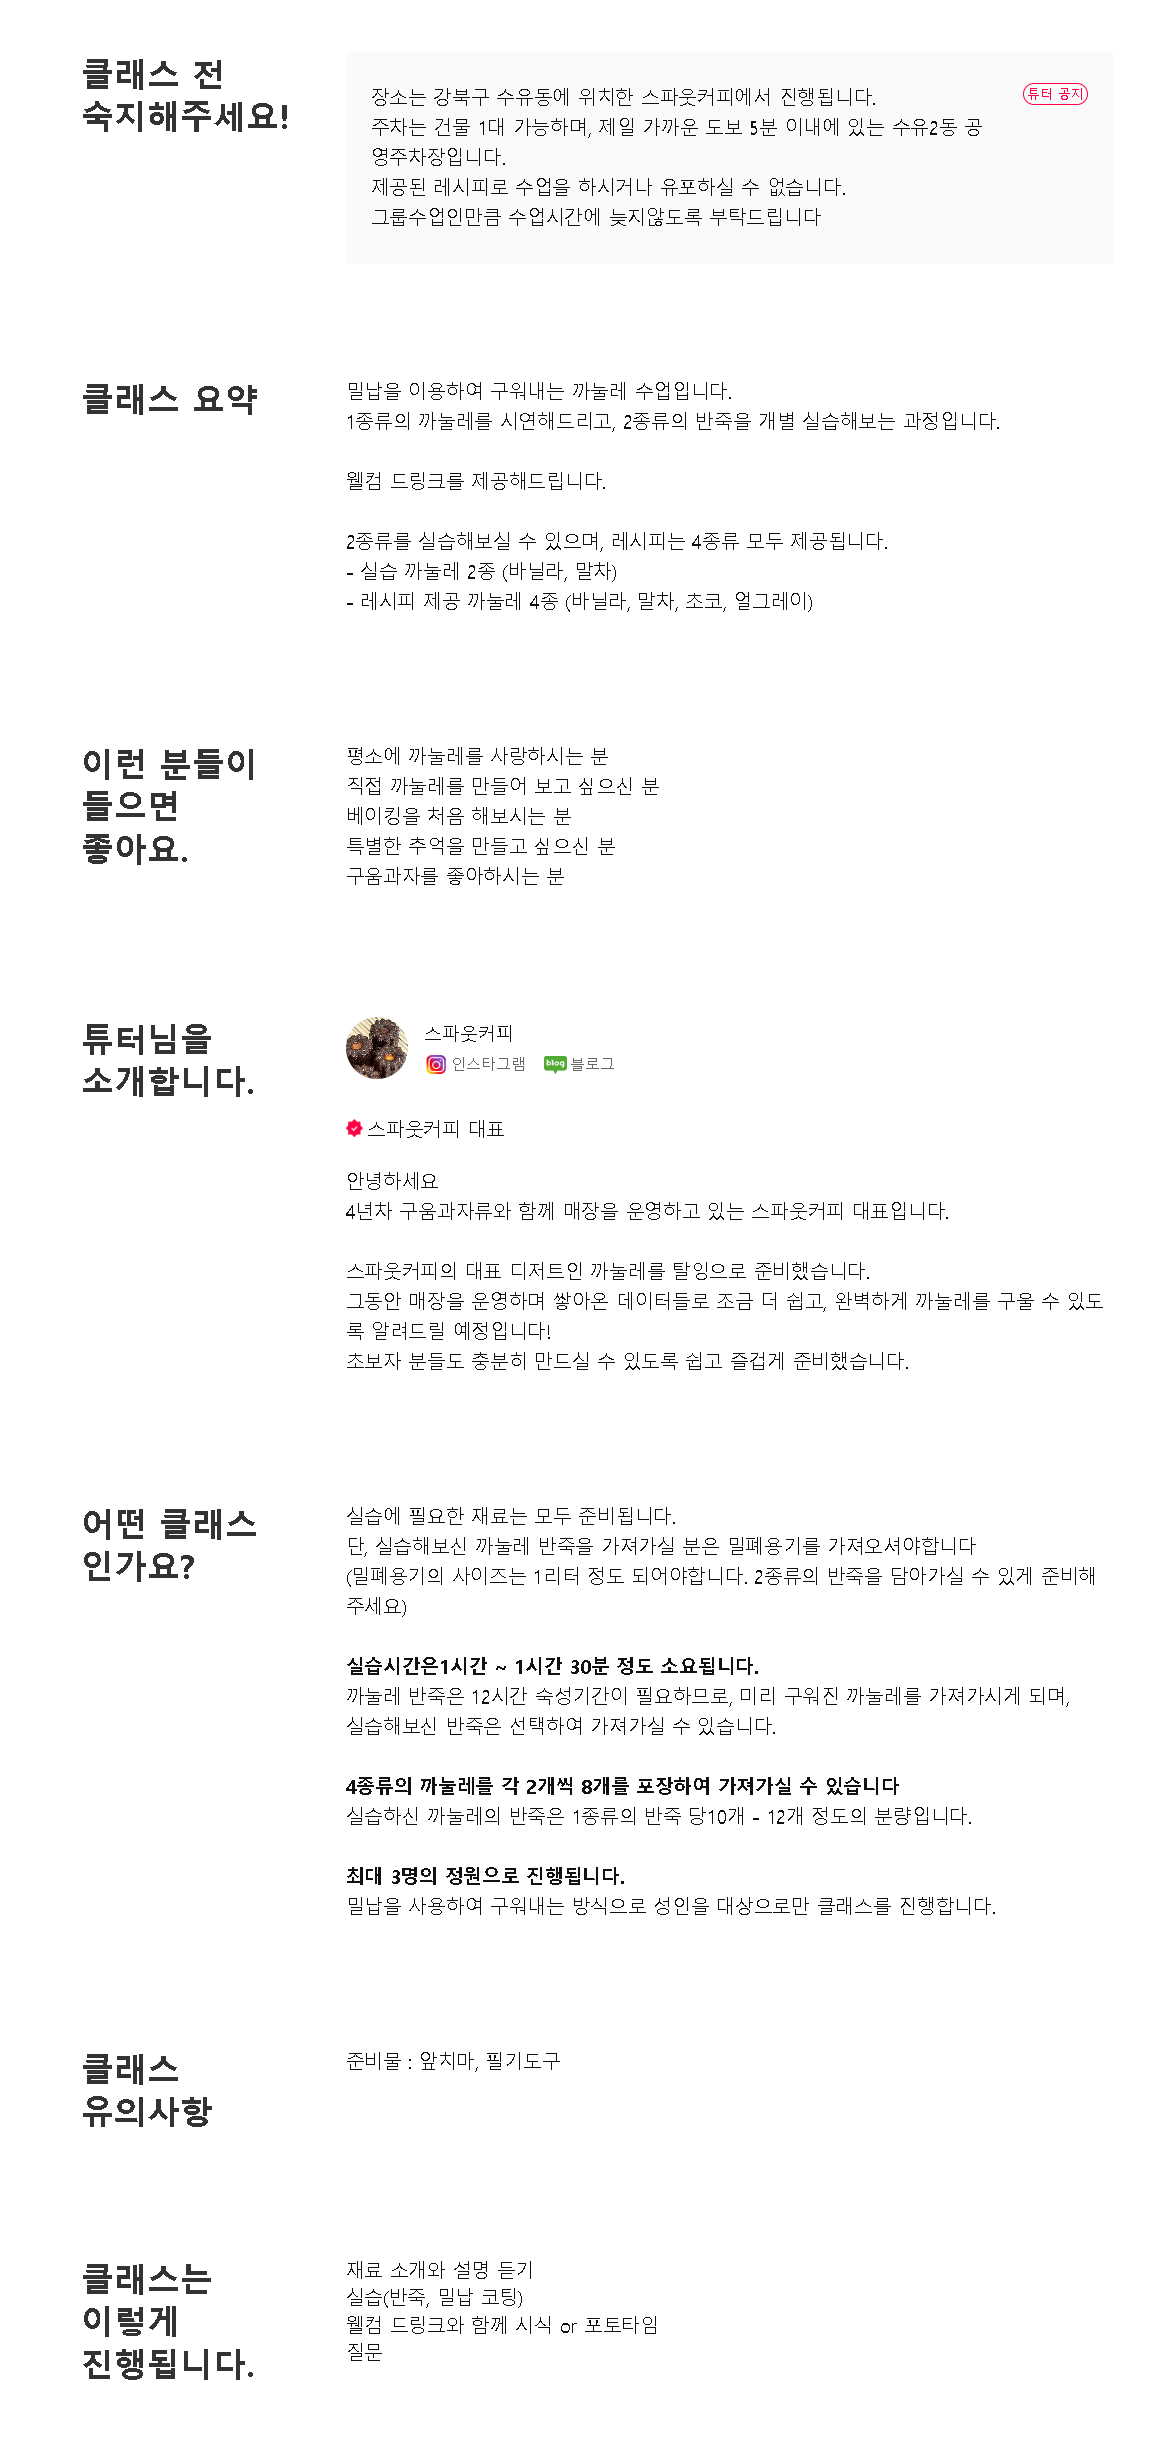 클래스 전
숙지해주세요!
장소는 강북구 수유동에 위치한 스파웃커피에서 진행됩니다.
튜터 공지
주차는 건물 1대 가능하며, 제일 가까운 도보 5분 이내에 있는 수유2동 공
영주차장입니다.
제공된 레시피로 수업을 하시거나 유포하실 수 없습니다.
그룹수업인만큼 수업시간에 늦지않도록 부탁드립니다
클래스 요약
밀납을 이용하여 구워내는 까눌레 수업입니다.
1종류의 까눌레를 시연해드리고, 2종류의 반죽을 개별 실습해보는 과정입니다.
웰컴 드링크를 제공해드립니다.
2종류를 실습해보실 수 있으며, 레시피는 4종류 모두 제공됩니다.
- 실습 까눌레 2종 (바닐라, 말차)
- 레시피 제공 까눌레 4종 (바닐라, 말차, 초코, 얼그레이)
이런 분들이
들으면
좋아요.
평소에 까눌레를 사랑하시는 분
직접 까눌레를 만들어 보고 싶으신 분
베이킹을 처음 해보시는 분
특별한 추억을 만들고 싶으신 분
구움과자를 좋아하시는 분
튜터님을
소개합니다.
스파웃커피
인스타그램 blog 블로그
스파웃커피 대표
안녕하세요
4년차 구움과자류와 함께 매장을 운영하고 있는 스파웃커피 대표입니다.
스파웃커피의 대표 디저트인 까눌레를 탈잉으로 준비했습니다.
그동안 매장을 운영하며 쌓아온 데이터들로 조금 더 쉽고, 완벽하게 까눌레를 구울 수 있도
록 알려드릴 예정입니다!
초보자 분들도 충분히 만드실 수 있도록 쉽고 즐겁게 준비했습니다.
어떤 클래스
인가요?
실습에 필요한 재료는 모두 준비됩니다.
단, 실습해보신 까눌레 반죽을 가져가실 분은 밀폐용기를 가져오셔야합니다
(밀폐용기의 사이즈는 1리터 정도 되어야합니다. 2종류의 반죽을 담아가실 수 있게 준비해
주세요)
실습시간은1시간 ~ 1시간 30분 정도 소요됩니다.
까눌레 반죽은 12시간 숙성기간이 필요하므로, 미리 구워진 까눌레를 가져가시게 되며,
실습해보신 반죽은 선택하여 가져가실 수 있습니다.
4종류의 까눌레를 각 2개씩 8개를 포장하여 가져가실 수 있습니다
실습하신 까눌레의 반죽은 1종류의 반죽 당10개 - 12개 정도의 분량입니다.
최대 3명의 정원으로 진행됩니다.
밀납을 사용하여 구워내는 방식으로 성인을 대상으로만 클래스를 진행합니다.
클래스
유의사항
준비물 : 앞치마, 필기도구
클래스는
이렇게
진행됩니다.
재료 소개와 설명 듣기
실습(반죽, 밀납 코팅)
웰컴 드링크와 함께 시식 or 포토타임
질문